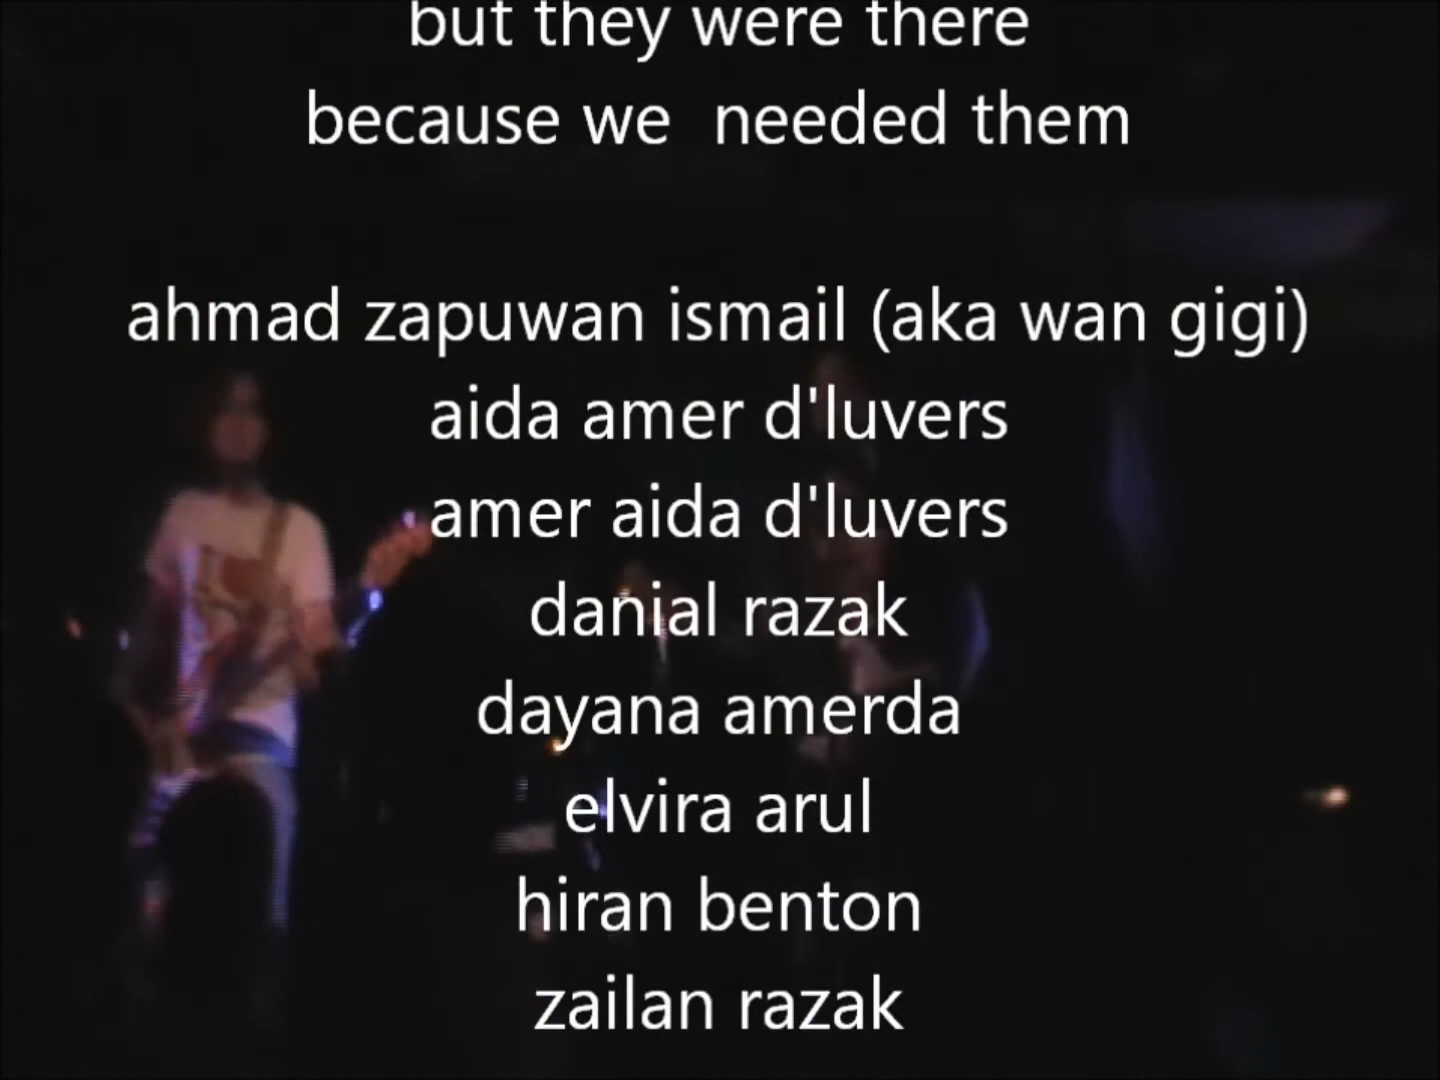 but they were there
because we  needed them
ahmad zapuwan ismail (aka wan gigi)
aida amer d'luvers
amer aida d'luvers
danial razak
dayana amerda
elvira arul
hiran benton
zailan razak